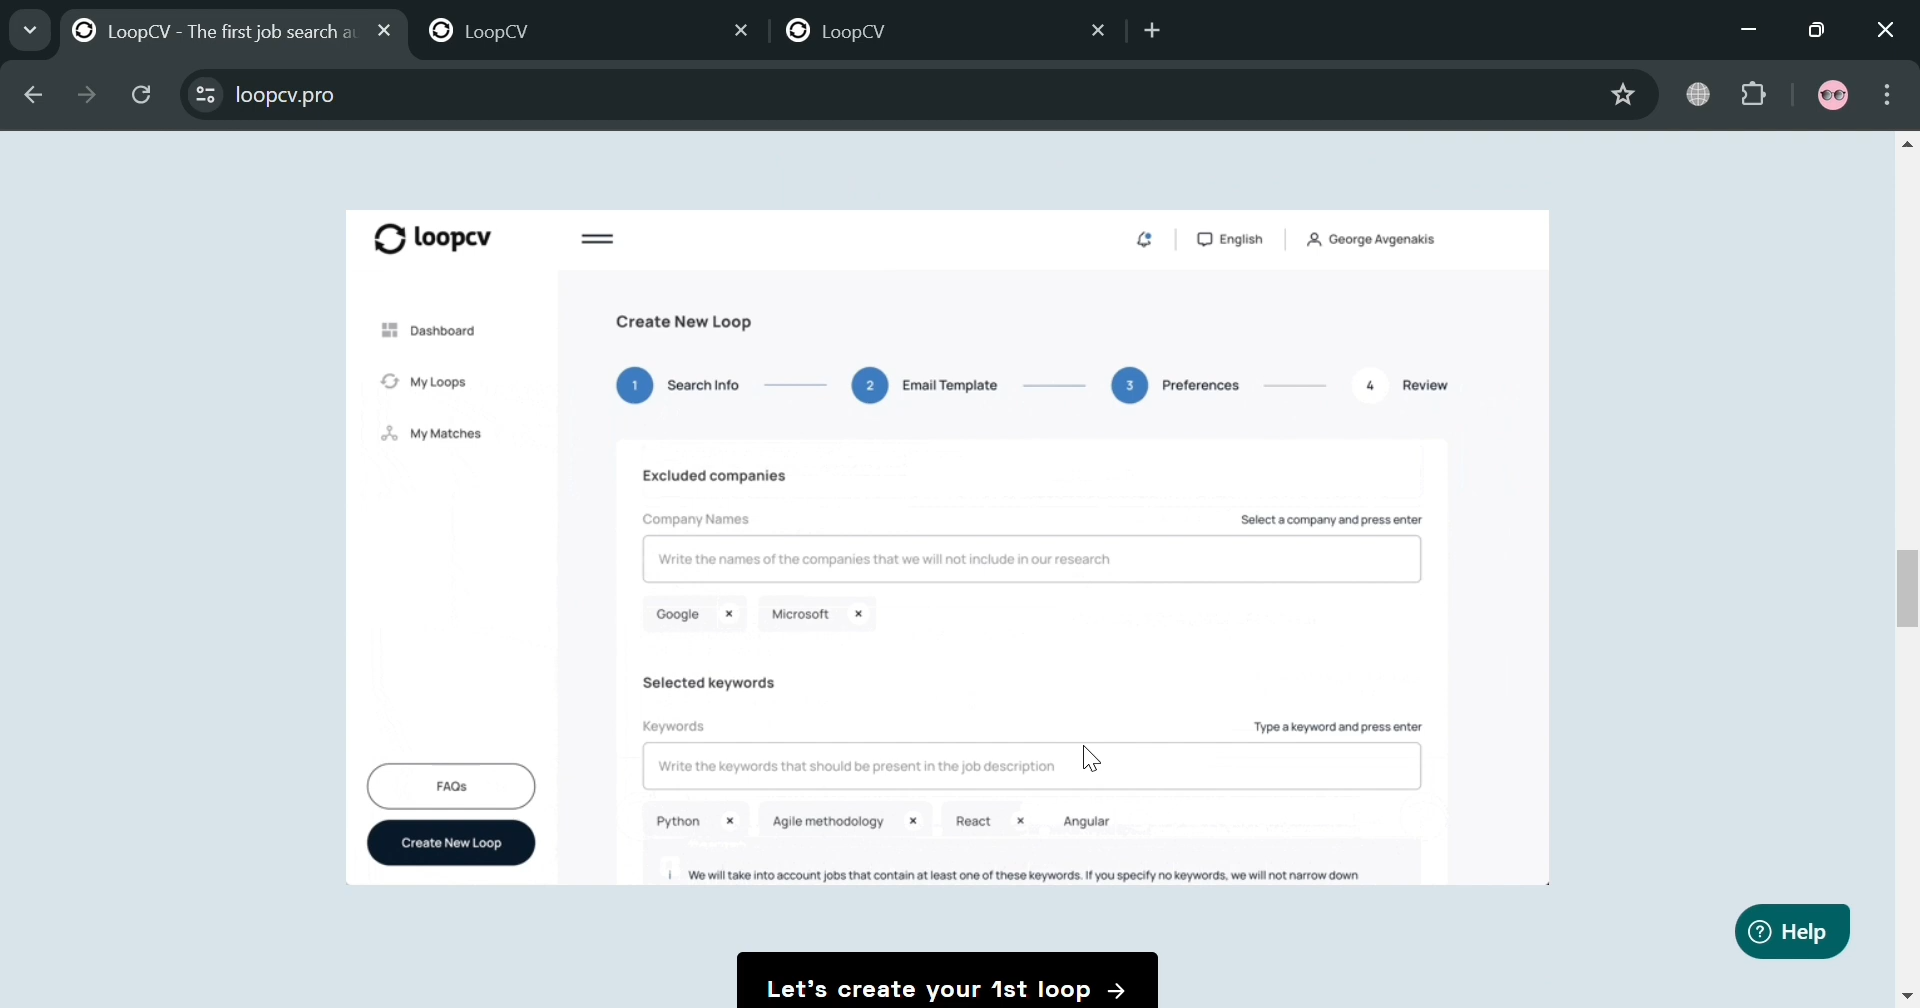 LoopCV - The first job search au
LoopCV
LoopCV
loopcv.pro
loopcv
English
George Avgenakis
Dashboard
My Loops
My Matches
Create New Loop
1 Search Info
2 Email Template
3 Preferences
4 Review
Excluded companies
Company Names
Select a company and press enter
Write the names of the companies that we will not include in our research
Google
Microsoft
Selected keywords
Keywords
Type a keyword and press enter
Write the keywords that should be present in the job description
Python
Agile methodology
React
Angular
We will take into account jobs that contain at least one of these keywords. If you specify no keywords, we will not narrow down
FAQs
Create New Loop
Help
Let's create your 1st loop →